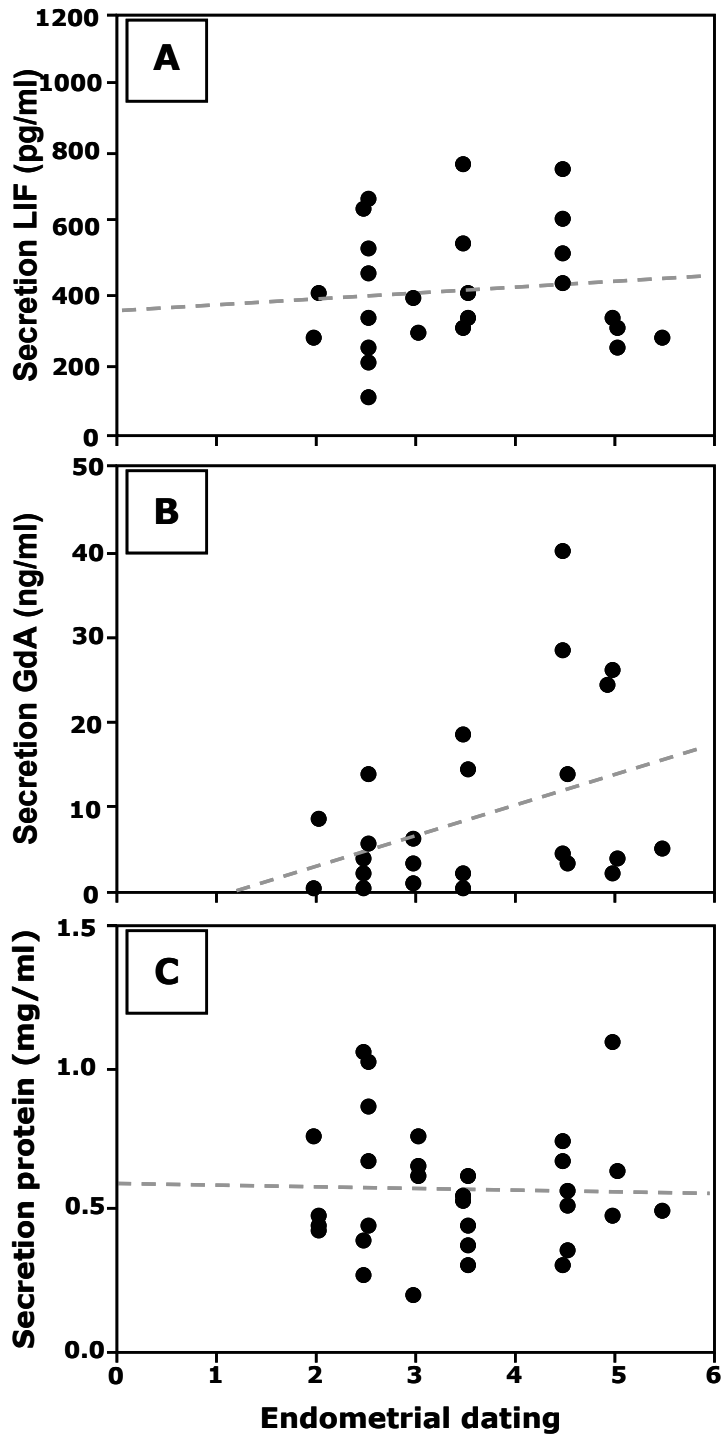 A
Secretion LIF (pg/ml)
1200
1000
800
600
400
200
0
B
Secretion GdA (ng/ml)
50
40
30
20
10
0
C
Secretion protein (mg/ml)
1.5
1.0
0.5
0.0
0 1 2 3 4 5 6
Endometrial dating